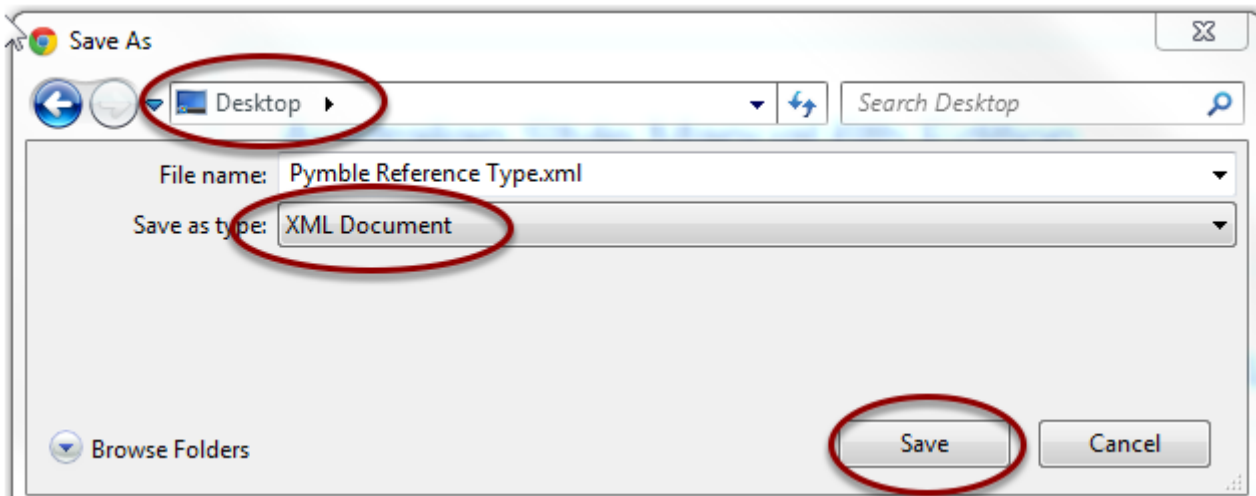 Save As
Desktop
Search Desktop
File name: Pymble Reference Type.xml
Save as type: XML Document
Browse Folders
Save
Cancel